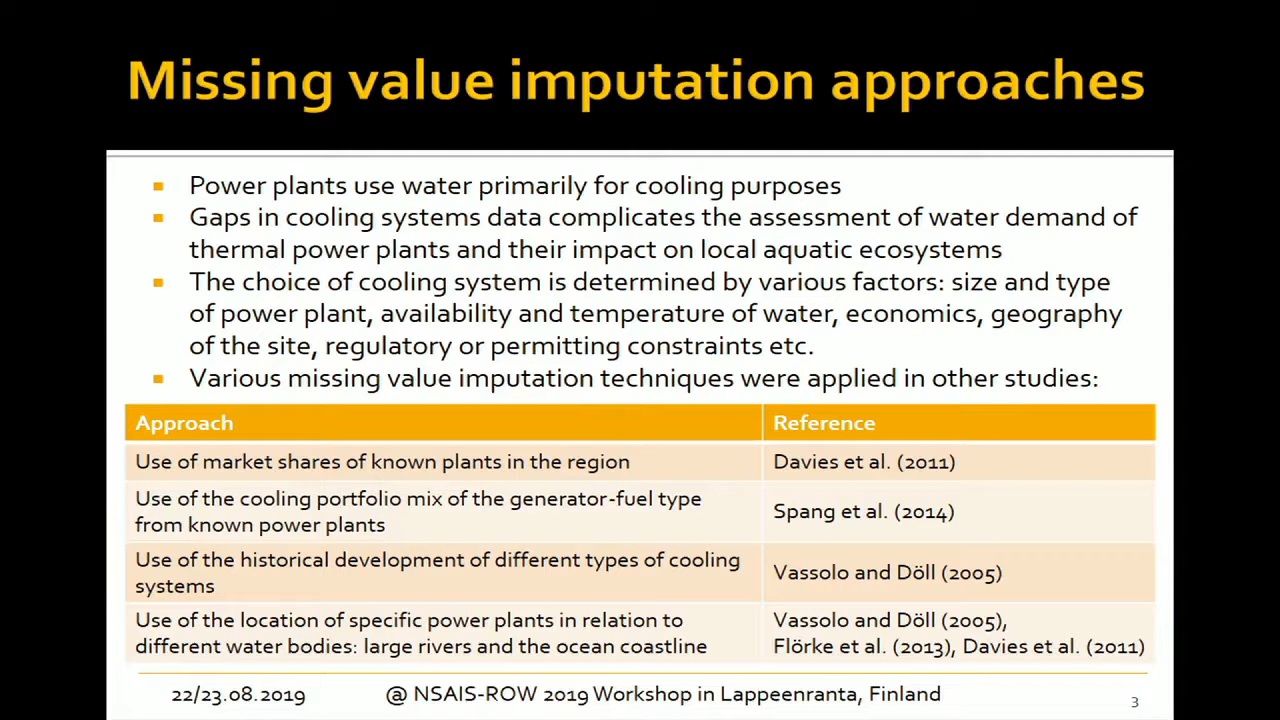 Missing value imputation approaches
Power plants use water primarily for cooling purposes
Gaps in cooling systems data complicates the assessment of water demand of
thermal power plants and their impact on local aquatic ecosystems
The choice of cooling system is determined by various factors: size and type
of power plant, availability and temperature of water, economics, geography
of the site, regulatory or permitting constraints etc.
Various missing value imputation techniques were applied in other studies:
Approach
Reference
Use of market shares of known plants in the region
Davies et al. (2011)
Use of the cooling portfolio mix of the generator-fuel type
from known power plants
Spang et al. (2014)
Use of the historical development of different types of cooling
systems
Vassolo and Döll (2005)
Use of the location of specific power plants in relation to
different water bodies: large rivers and the ocean coastline
Vassolo and Döll (2005),
Flörke et al. (2013), Davies et al. (2011)
22/23.08.2019
@ NSAIS-ROW 2019 Workshop in Lappeenranta, Finland
3